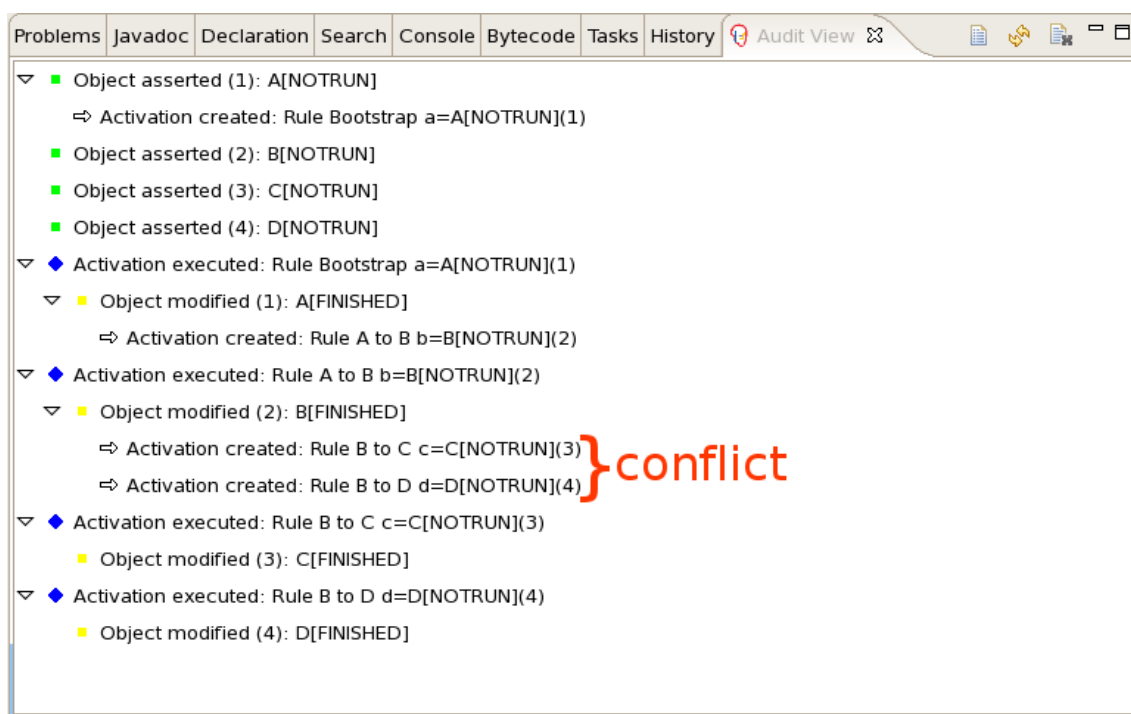 Problems Javadoc Declaration Search Console Bytecode Tasks History Audit View
Object asserted (1): A[NOTRUN]
Activation created: Rule Bootstrap a=A[NOTRUN](1)
Object asserted (2): B[NOTRUN]
Object asserted (3): C[NOTRUN]
Object asserted (4): D[NOTRUN]
Activation executed: Rule Bootstrap a=A[NOTRUN](1)
Object modified (1): A[FINISHED]
Activation created: Rule A to B b=B[NOTRUN](2)
Activation executed: Rule A to B b=B[NOTRUN](2)
Object modified (2): B[FINISHED]
Activation created: Rule B to C c=C[NOTRUN](3)
Activation created: Rule B to D d=D[NOTRUN](4)
}conflict
Activation executed: Rule B to C c=C[NOTRUN](3)
Object modified (3): C[FINISHED]
Activation executed: Rule B to D d=D[NOTRUN](4)
Object modified (4): D[FINISHED]